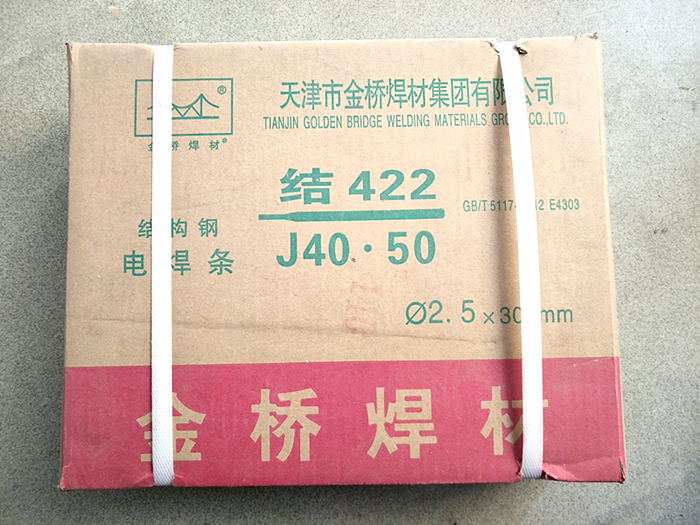 ®
金桥焊材®
天津市金桥焊材集团有限公司
TIANJIN GOLDEN BRIDGE WELDING MATERIALS GR CO.,LTD.
结 422
GB/T 5117- 12 E4303
结构钢
电焊条
J40·50
Ø2.5×30 mm
金桥焊材